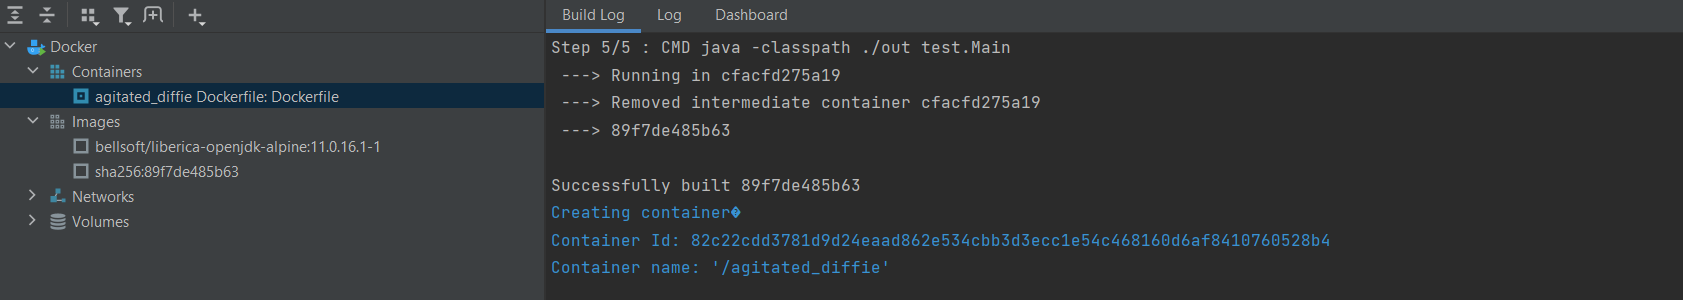 Docker
Containers
agitated_diffie Dockerfile: Dockerfile
Images
bellsoft/liberica-openjdk-alpine:11.0.16.1-1
sha256:89f7de485b63
Networks
Volumes
Build Log Log Dashboard
Step 5/5 : CMD java -classpath ./out test.Main
---> Running in cfacfd275a19
---> Removed intermediate container cfacfd275a19
---> 89f7de485b63
Successfully built 89f7de485b63
Creating container�
Container Id: 82c22cdd3781d9d24eaad862e534cbb3d3ecc1e54c468160d6af8410760528b4
Container name: '/agitated_diffie'